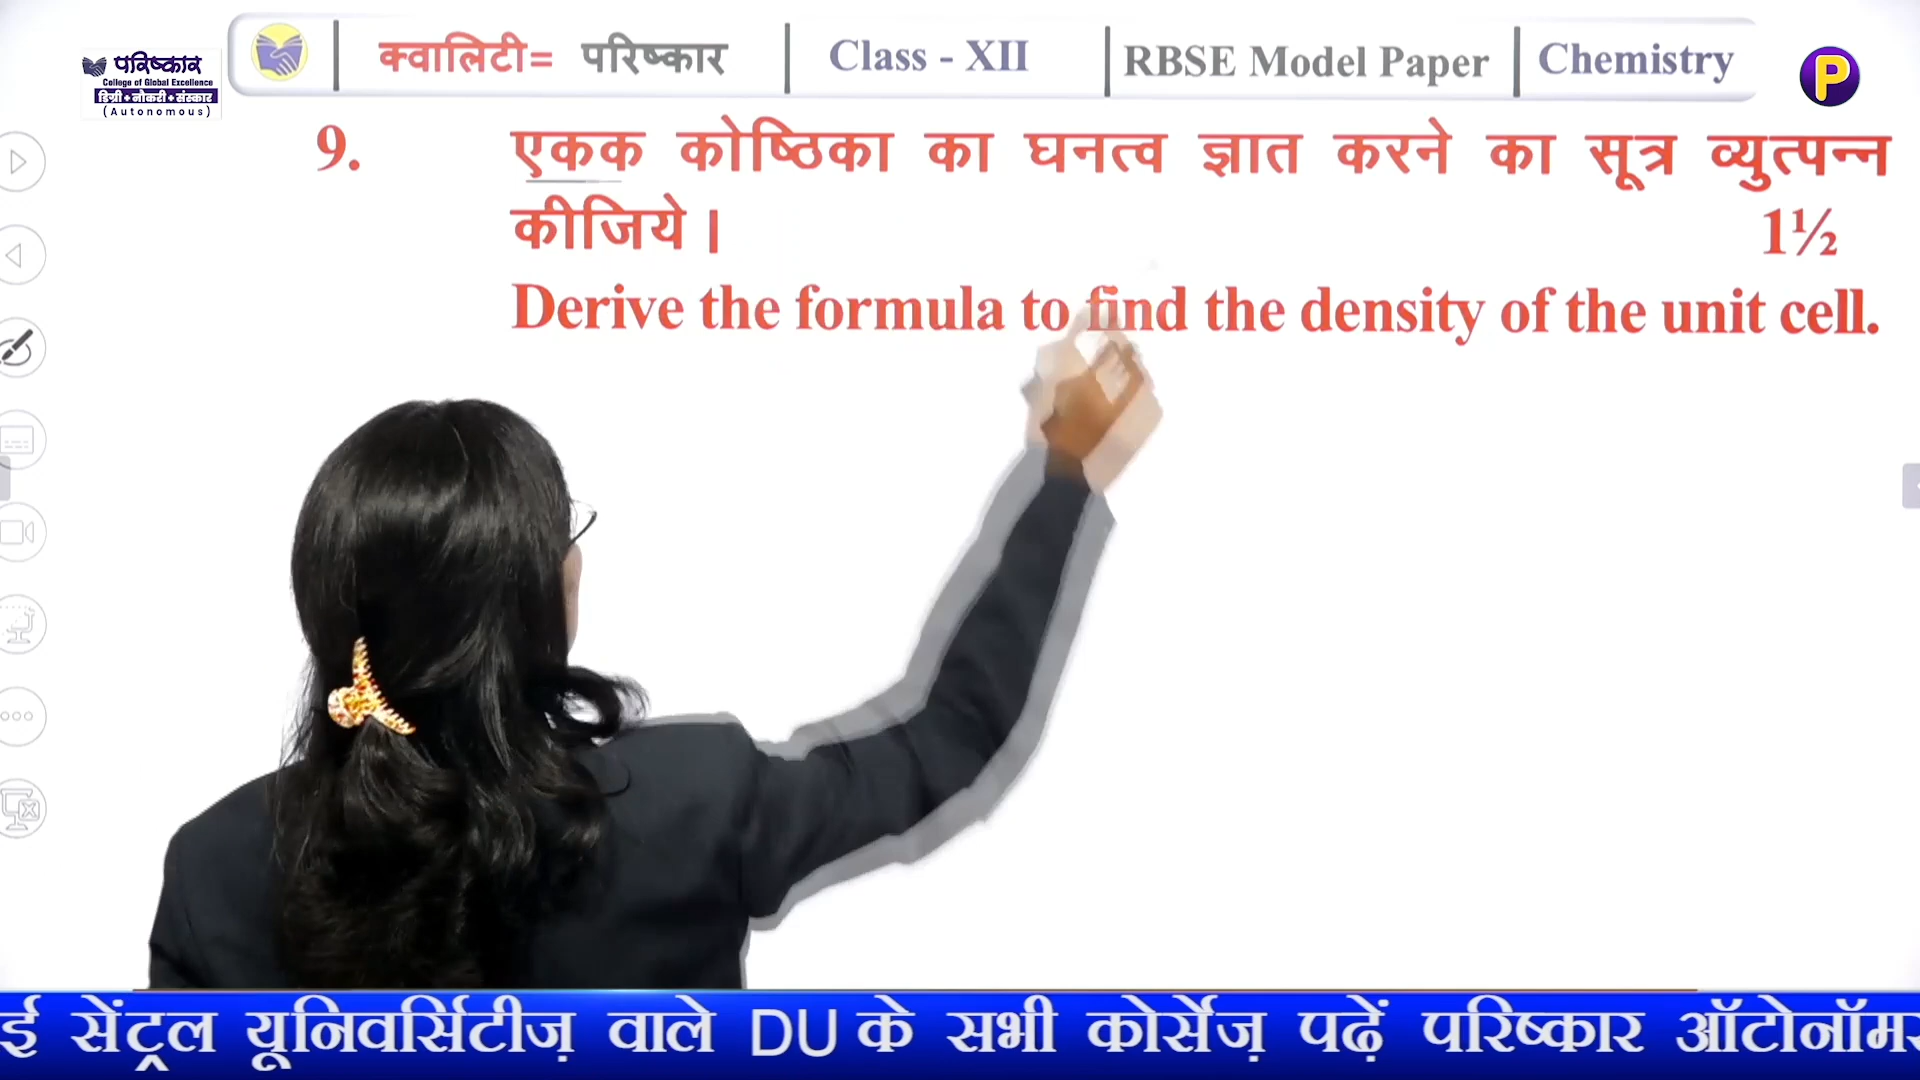 परिष्कार
College of Global Excellence
डिग्री + नौकरी + संस्कार
(Autonomous)
क्वालिटी= परिष्कार
Class - XII
RBSE Model Paper
Chemistry
P
9. एकक कोष्ठिका का घनत्व ज्ञात करने का सूत्र व्युत्पन्न
कीजिये। 1½
Derive the formula to find the density of the unit cell.
ई सेंट्रल यूनिवर्सिटीज़ वाले DU के सभी कोर्सेज़ पढ़ें परिष्कार